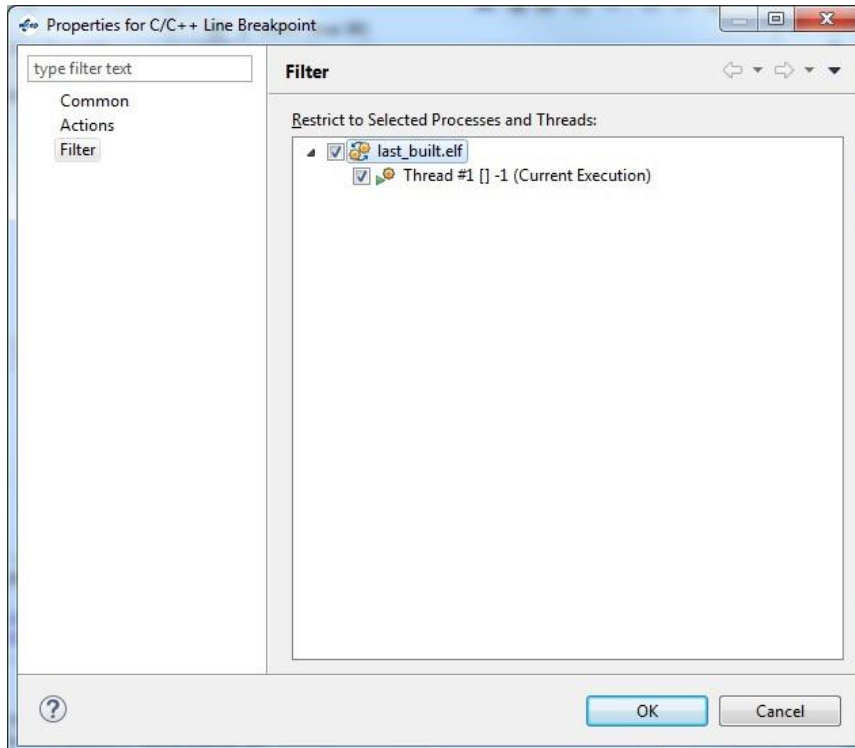 Properties for C/C++ Line Breakpoint
type filter text
Common
Actions
Filter
Filter
Restrict to Selected Processes and Threads:
last_built.elf
Thread #1 [] -1 (Current Execution)
OK
Cancel